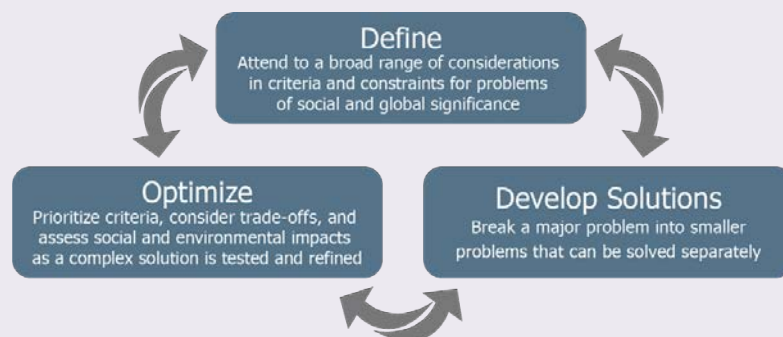 Define
Attend to a broad range of considerations
in criteria and constraints for problems
of social and global significance
Optimize
Prioritize criteria, consider trade-offs, and
assess social and environmental impacts
as a complex solution is tested and refined
Develop Solutions
Break a major problem into smaller
problems that can be solved separately